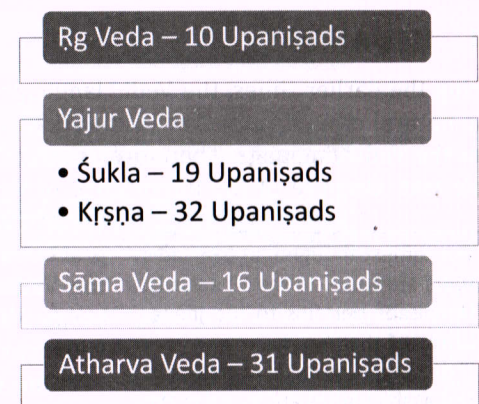 Ṛg Veda – 10 Upaniṣads
Yajur Veda
• Śukla – 19 Upaniṣads
• Kṛṣṇa – 32 Upaniṣads
Sāma Veda – 16 Upaniṣads
Atharva Veda – 31 Upaniṣads